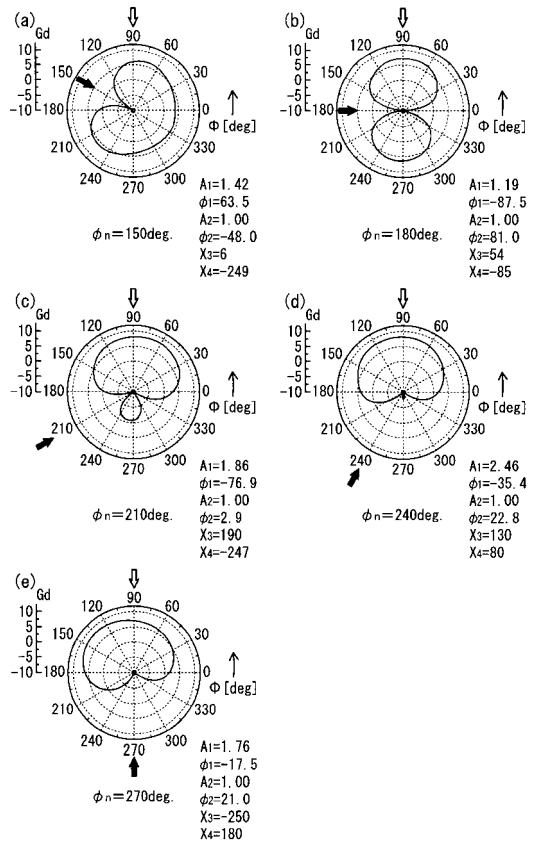 (a)
Gd
10
5
0
-5
-10
90
120
60
150
30
180
0
210
330
240
300
270
Φ [deg]
A1=1.42
φ1=63.5
A2=1.00
φ2=-48.0
X3=6
X4=-249
φn=150deg.
(b)
Gd
10
5
0
-5
-10
90
120
60
150
30
180
0
210
330
240
300
270
Φ [deg]
A1=1.19
φ1=-87.5
A2=1.00
φ2=81.0
X3=54
X4=-85
φn=180deg.
(c)
Gd
10
5
0
-5
-10
90
120
60
150
30
180
0
210
330
240
300
270
Φ [deg]
A1=1.86
φ1=-76.9
A2=1.00
φ2=2.9
X3=190
X4=-247
φn=210deg.
(d)
Gd
10
5
0
-5
-10
90
120
60
150
30
180
0
210
330
240
300
270
Φ [deg]
A1=2.46
φ1=-35.4
A2=1.00
φ2=22.8
X3=130
X4=80
φn=240deg.
(e)
Gd
10
5
0
-5
-10
90
120
60
150
30
180
0
210
330
240
300
270
Φ [deg]
A1=1.76
φ1=-17.5
A2=1.00
φ2=21.0
X3=-250
X4=180
φn=270deg.